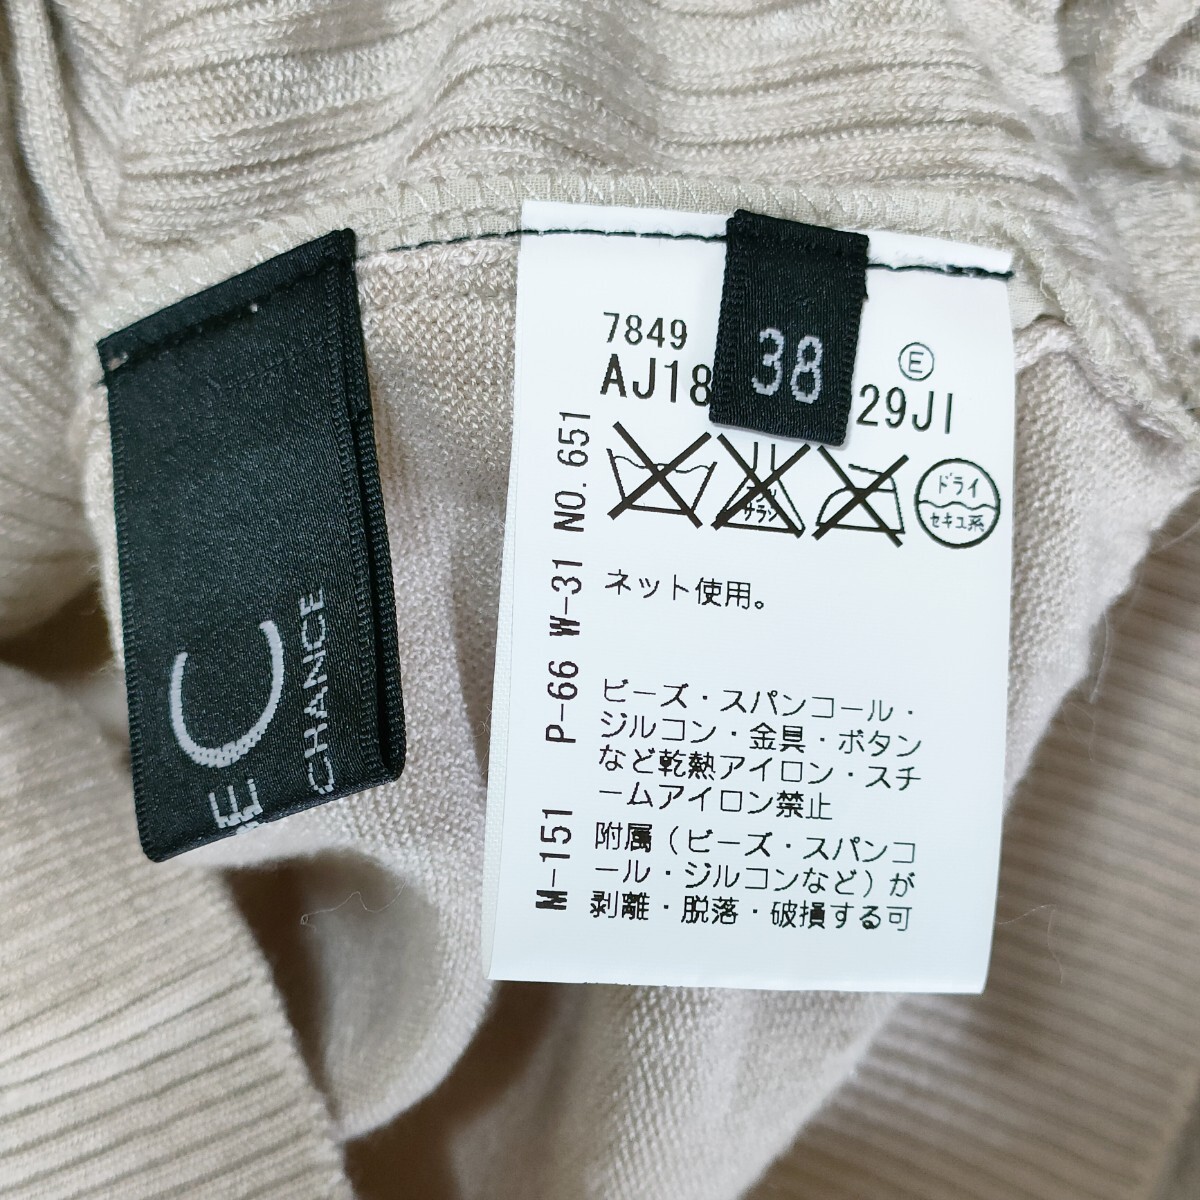 C
CHANCE
38
7849
E
AJ18
29JI
サラシ
ドライ
セキユ系
ネット使用。
ビーズ・スパンコール・
ジルコン・金具・ボタン
など乾熱アイロン・スチ
ームアイロン禁止
附属(ビーズ・スパンコ
ール・ジルコンなど)が
剥離・脱落・破損する可
M-151 P-66 W-31 NO.651